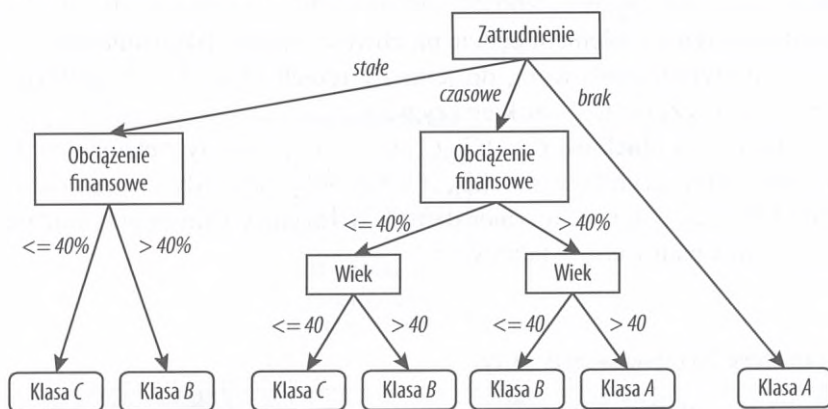 Zatrudnienie
stałe
czasowe
brak
Obciążenie
finansowe
Obciążenie
finansowe
<= 40%
> 40%
<= 40%
> 40%
Wiek
Wiek
<= 40
> 40
<= 40
> 40
Klasa C
Klasa B
Klasa C
Klasa B
Klasa B
Klasa A
Klasa A